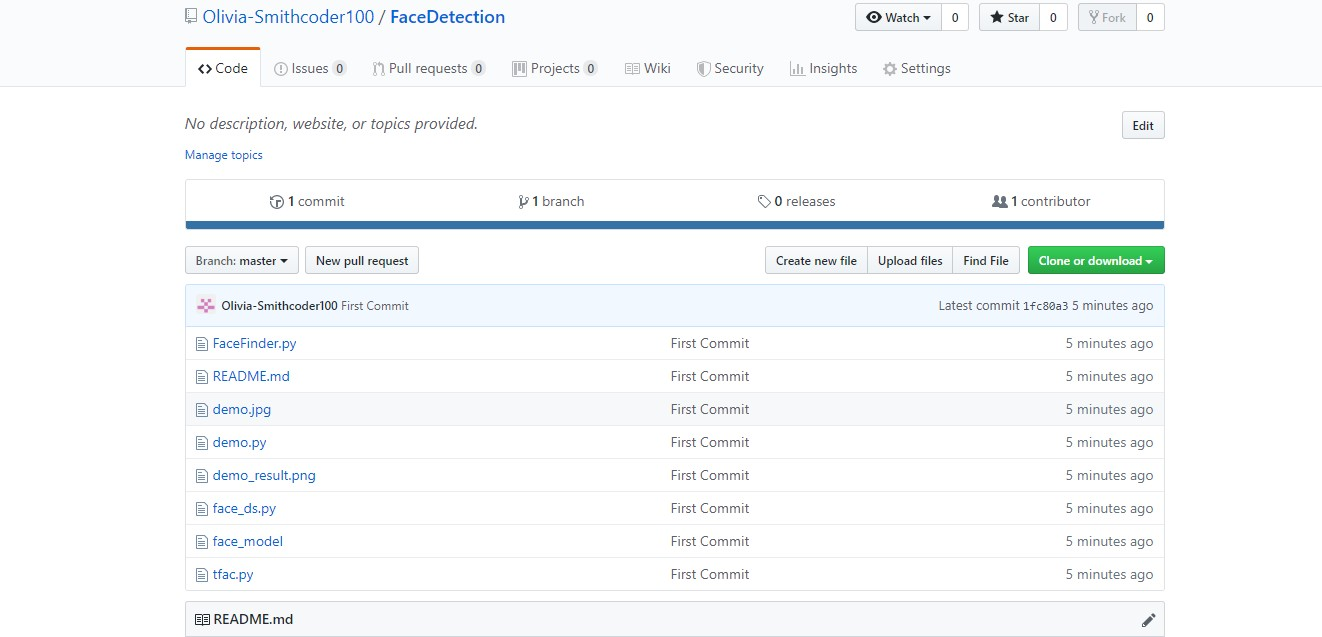 Olivia-Smithcoder100 / FaceDetection Watch 0 Star 0 Fork 0
Code Issues 0 Pull requests 0 Projects 0 Wiki Security Insights Settings
No description, website, or topics provided. Edit
Manage topics
1 commit 1 branch 0 releases 1 contributor
Branch: master New pull request Create new file Upload files Find File Clone or download
Olivia-Smithcoder100 First Commit Latest commit 1fc80a3 5 minutes ago
FaceFinder.py First Commit 5 minutes ago
README.md First Commit 5 minutes ago
demo.jpg First Commit 5 minutes ago
demo.py First Commit 5 minutes ago
demo_result.png First Commit 5 minutes ago
face_ds.py First Commit 5 minutes ago
face_model First Commit 5 minutes ago
tfac.py First Commit 5 minutes ago
README.md